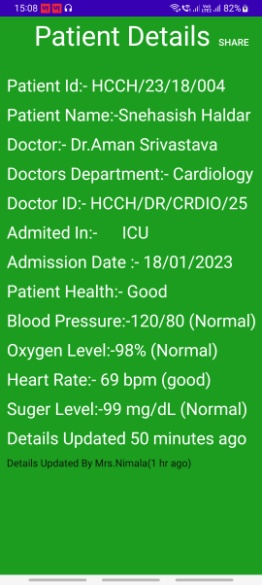 15:08 82%
Patient Details SHARE
Patient Id:- HCCH/23/18/004
Patient Name:-Snehasish Haldar
Doctor:- Dr.Aman Srivastava
Doctors Department:- Cardiology
Doctor ID:- HCCH/DR/CRDIO/25
Admited In:- ICU
Admission Date :- 18/01/2023
Patient Health:- Good
Blood Pressure:-120/80 (Normal)
Oxygen Level:-98% (Normal)
Heart Rate:- 69 bpm (good)
Suger Level:-99 mg/dL (Normal)
Details Updated 50 minutes ago
Details Updated By Mrs.Nimala(1 hr ago)